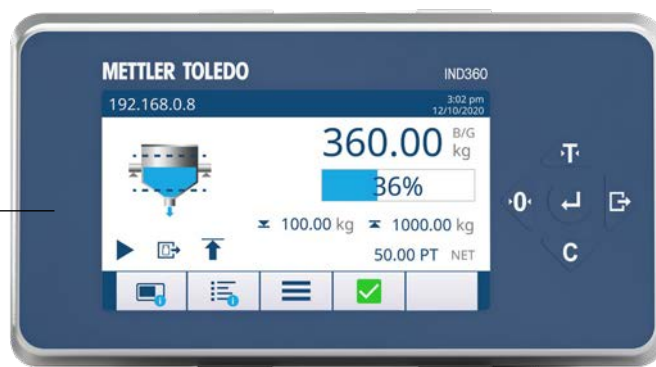 METTLER TOLEDO IND360
192.168.0.8 3:02 pm
12/10/2020
360.00 B/G
kg
36%
100.00 kg 1000.00 kg
50.00 PT NET
T
0
C